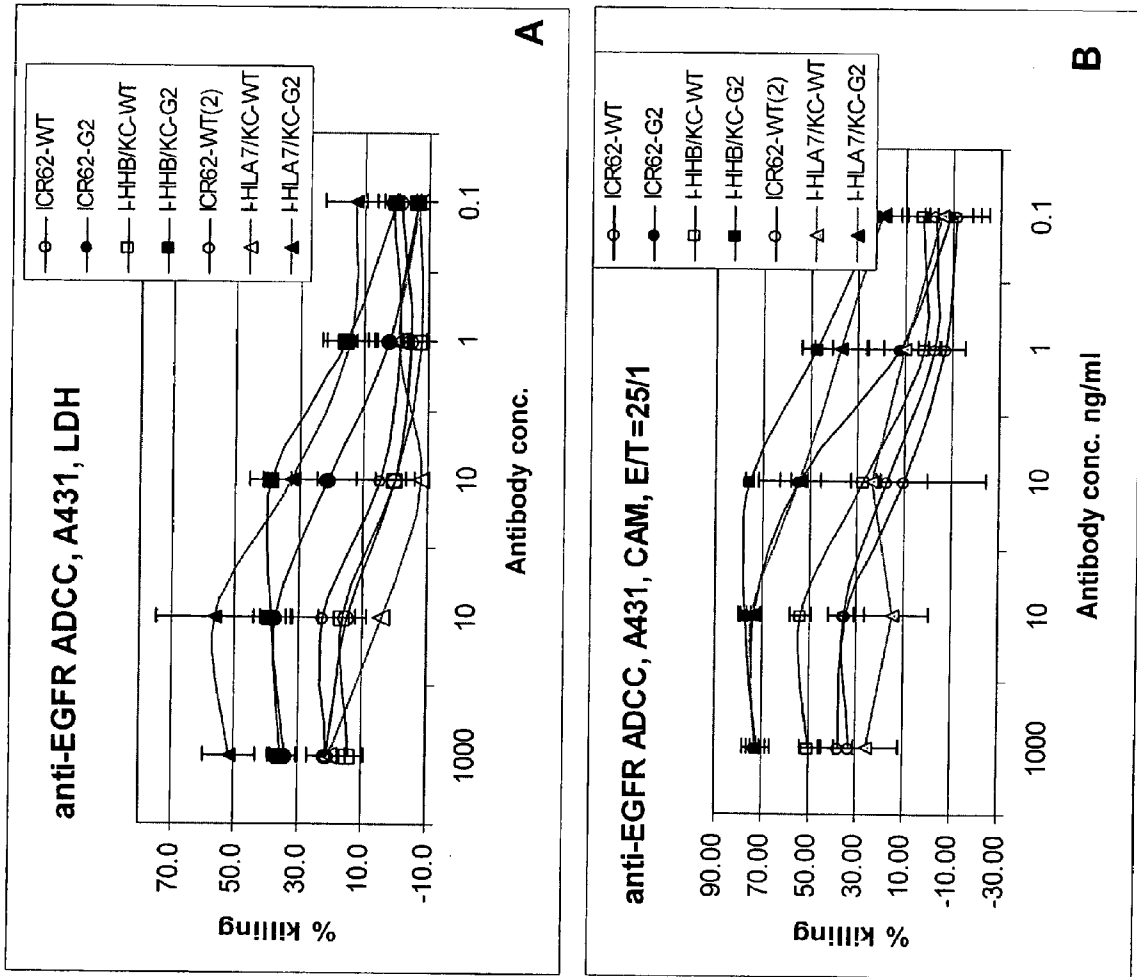 anti-EGFR ADCC, A431, LDH
% killing
70.0
50.0
30.0
10.0
-10.0
1000
10
10
1
0.1
Antibody conc.
ICR62-WT
ICR62-G2
I-HHB/KC-WT
I-HHB/KC-G2
ICR62-WT(2)
I-HLA7/KC-WT
I-HLA7/KC-G2
A
anti-EGFR ADCC, A431, CAM, E/T=25/1
% killing
90.00
70.00
50.00
30.00
10.00
-10.00
-30.00
1000
10
10
1
0.1
Antibody conc. ng/ml
ICR62-WT
ICR62-G2
I-HHB/KC-WT
I-HHB/KC-G2
ICR62-WT(2)
I-HLA7/KC-WT
I-HLA7/KC-G2
B